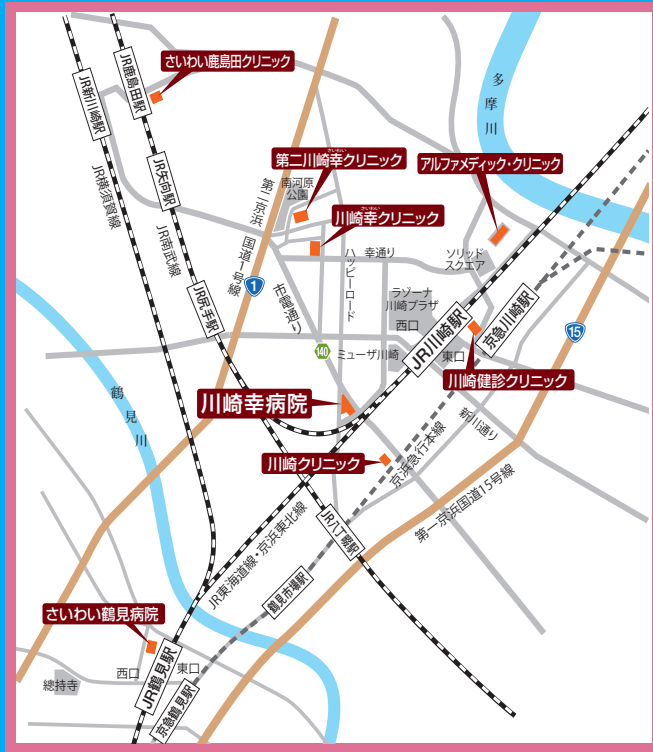 さいわい鹿島田クリニック
JR鹿島田駅
JR新川崎駅
多摩川
さいわい
第二川崎幸クリニック
アルファメディック・クリニック
南河原
公園
JR矢向駅
JR横須賀線
第二京浜
さいわい
川崎幸クリニック
JR南武線
国道1号線
ハッピーロード
幸通り
ソリッド
スクエア
1
市電通り
ラゾーナ
川崎プラザ
JR尻手駅
西口
JR川崎駅
京急川崎駅
15
140
ミューザ川崎
東口
川崎健診クリニック
鶴見川
川崎幸病院
新川通り
川崎クリニック
京浜急行本線
第一京浜国道15号線
JR八丁畷駅
JR東海道線・京浜東北線
鶴見市場駅
さいわい鶴見病院
西口
JR鶴見駅
東口
總持寺
京急鶴見駅